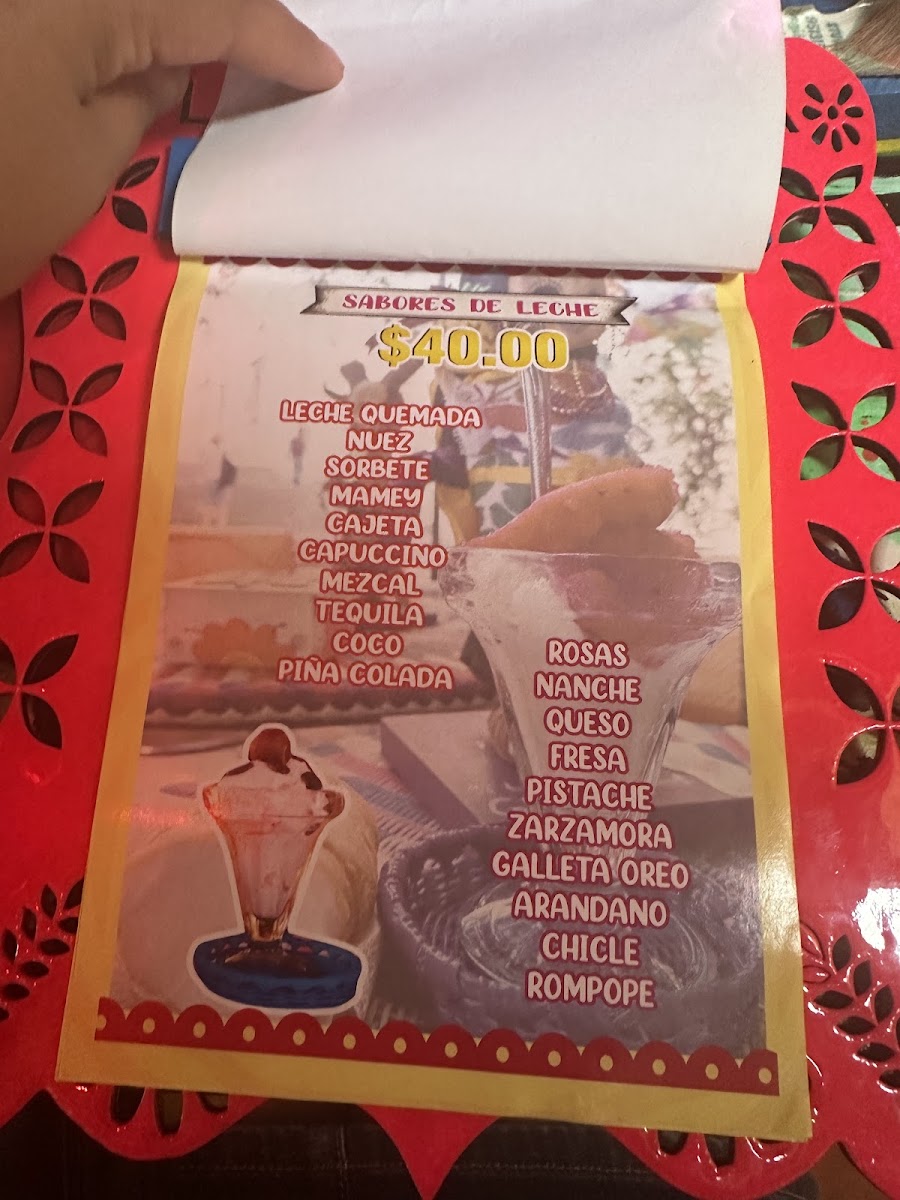 SABORES DE LECHE
$40.00
LECHE QUEMADA
NUEZ
SORBETE
MAMEY
CAJETA
CAPUCCINO
MEZCAL
TEQUILA
COCO
PIÑA COLADA
ROSAS
NANCHE
QUESO
FRESA
PISTACHE
ZARZAMORA
GALLETA OREO
ARANDANO
CHICLE
ROMPOPE